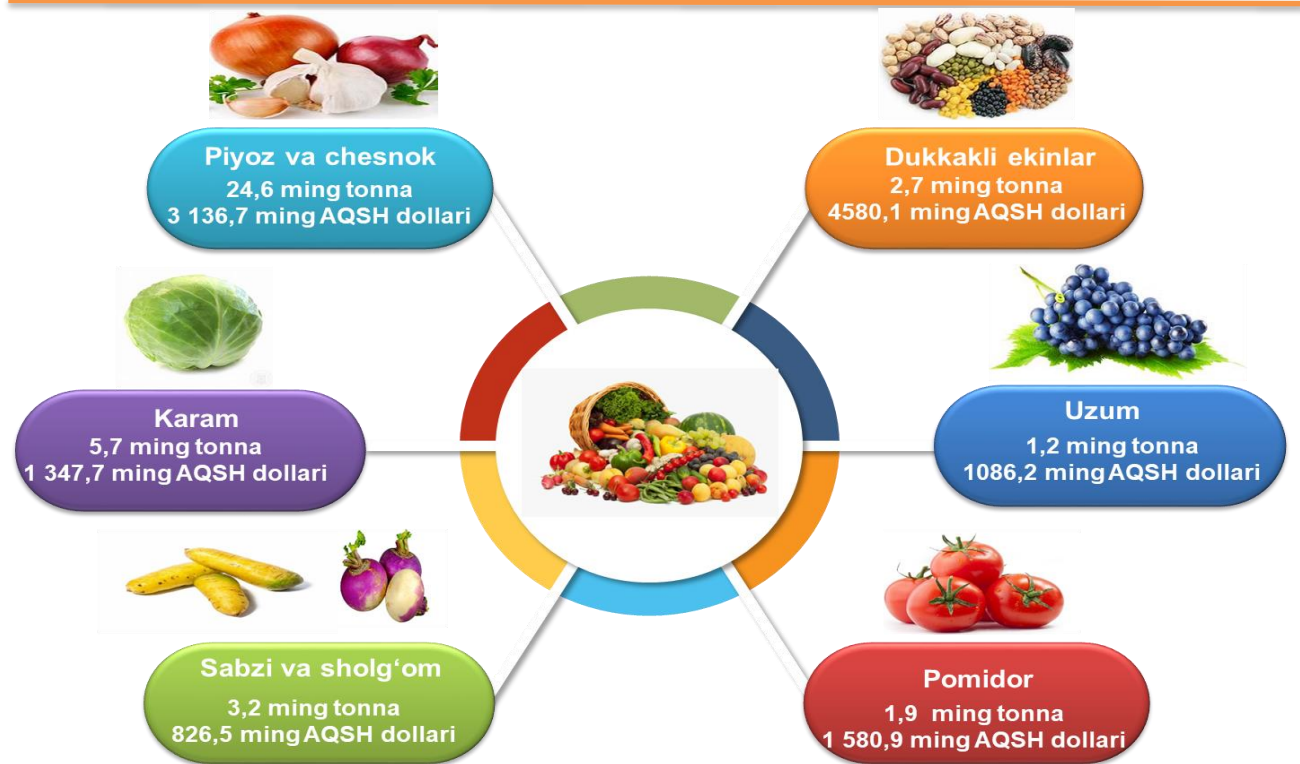 Piyoz va chesnok
24,6 ming tonna
3 136,7 ming AQSH dollari
Dukkakli ekinlar
2,7 ming tonna
4580,1 ming AQSH dollari
Karam
5,7 ming tonna
1 347,7 ming AQSH dollari
Uzum
1,2 ming tonna
1086,2 ming AQSH dollari
Sabzi va sholg‘om
3,2 ming tonna
826,5 ming AQSH dollari
Pomidor
1,9 ming tonna
1 580,9 ming AQSH dollari